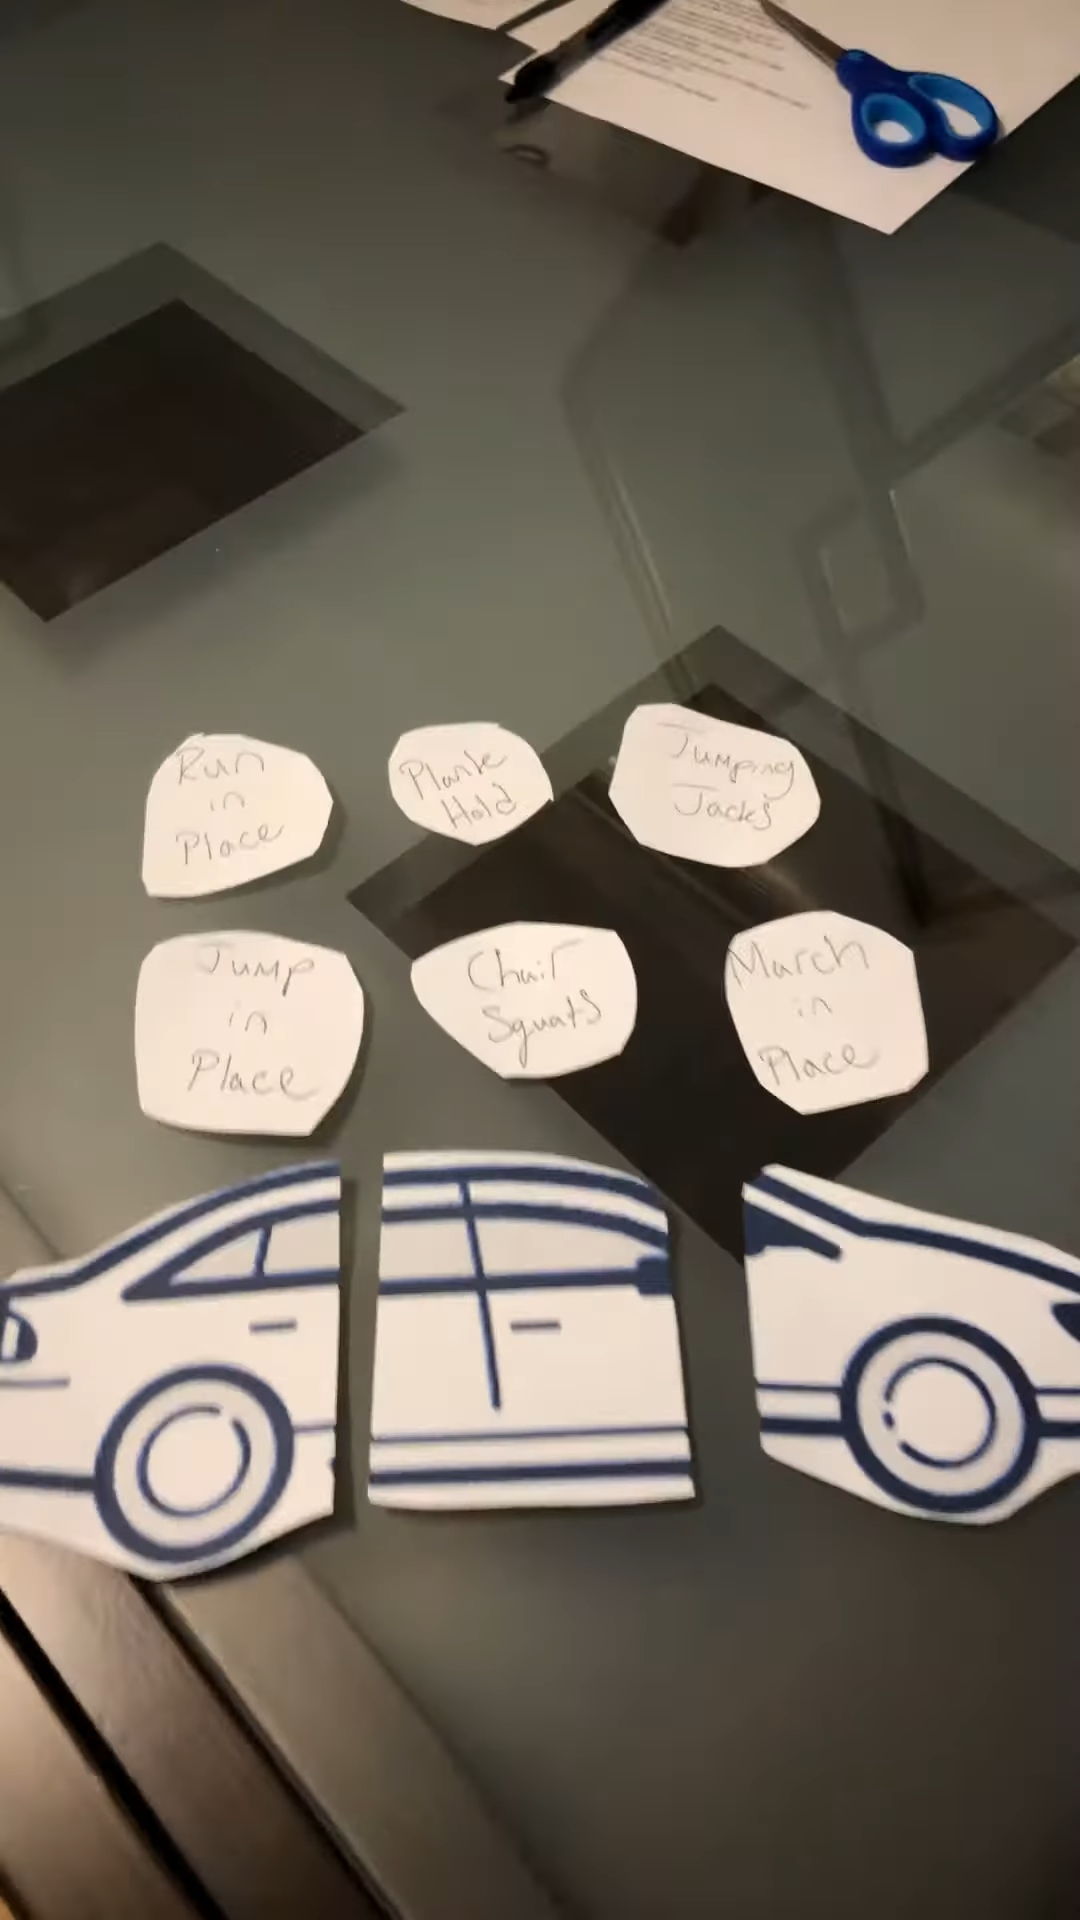 Run
in
Place
Plank
Hold
Jumping
Jacks
Jump
in
Place
Chair
Squats
March
in
Place